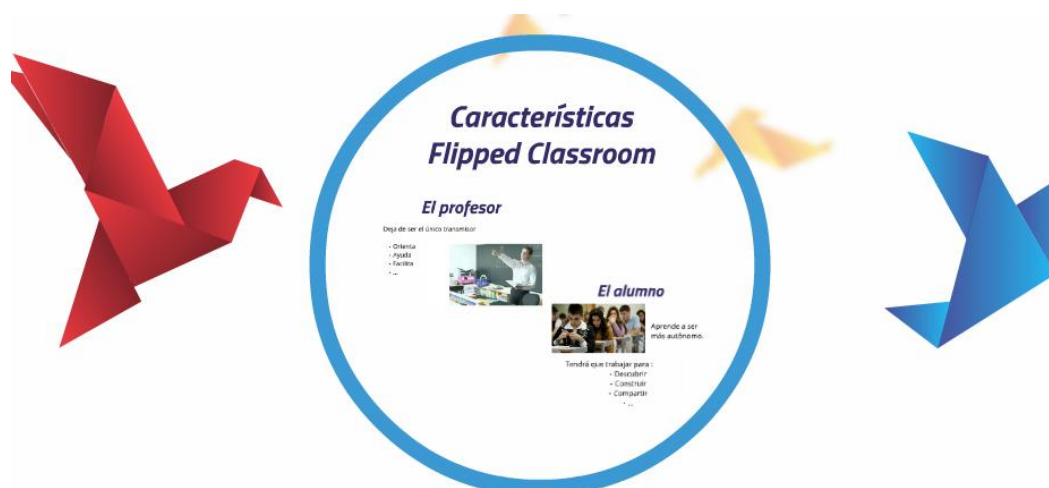 Características
Flipped Classroom
El profesor
Deja de ser el único transmisor
- Orienta
- Ayuda
- Facilita
- ...
El alumno
Aprende a ser
más autónomo.
Tendrá que trabajar para :
- Descubrir
- Construir
- Compartir
- ...